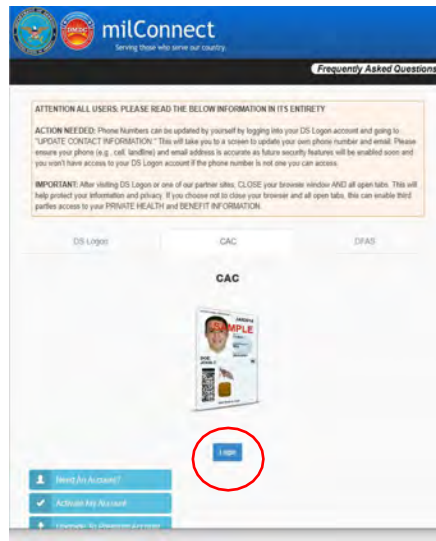 milConnect
Serving those who serve our country.
Frequently Asked Questions
ATTENTION ALL USERS: PLEASE READ THE BELOW INFORMATION IN ITS ENTIRETY
ACTION NEEDED: Phone Numbers can be updated by yourself by logging into your DS Logon account and going to
"UPDATE CONTACT INFORMATION." This will take you to a screen to update your own phone number and email. Please
ensure your phone (e.g., cell, landline) and email address is accurate as future security features will be enabled soon and
you won't have access to your DS Logon account if the phone number is not one you can access.
IMPORTANT: After visiting DS Logon or one of our partner sites, CLOSE your browser window AND all open tabs. This will
help protect your information and privacy. If you choose not to close your browser and all open tabs, this can enable third
parties access to your PRIVATE HEALTH and BENEFIT INFORMATION.
DS Logon
CAC
DFAS
CAC
SAMPLE
Login
Need An Account?
Activate My Account
Upgrade To Premium Account